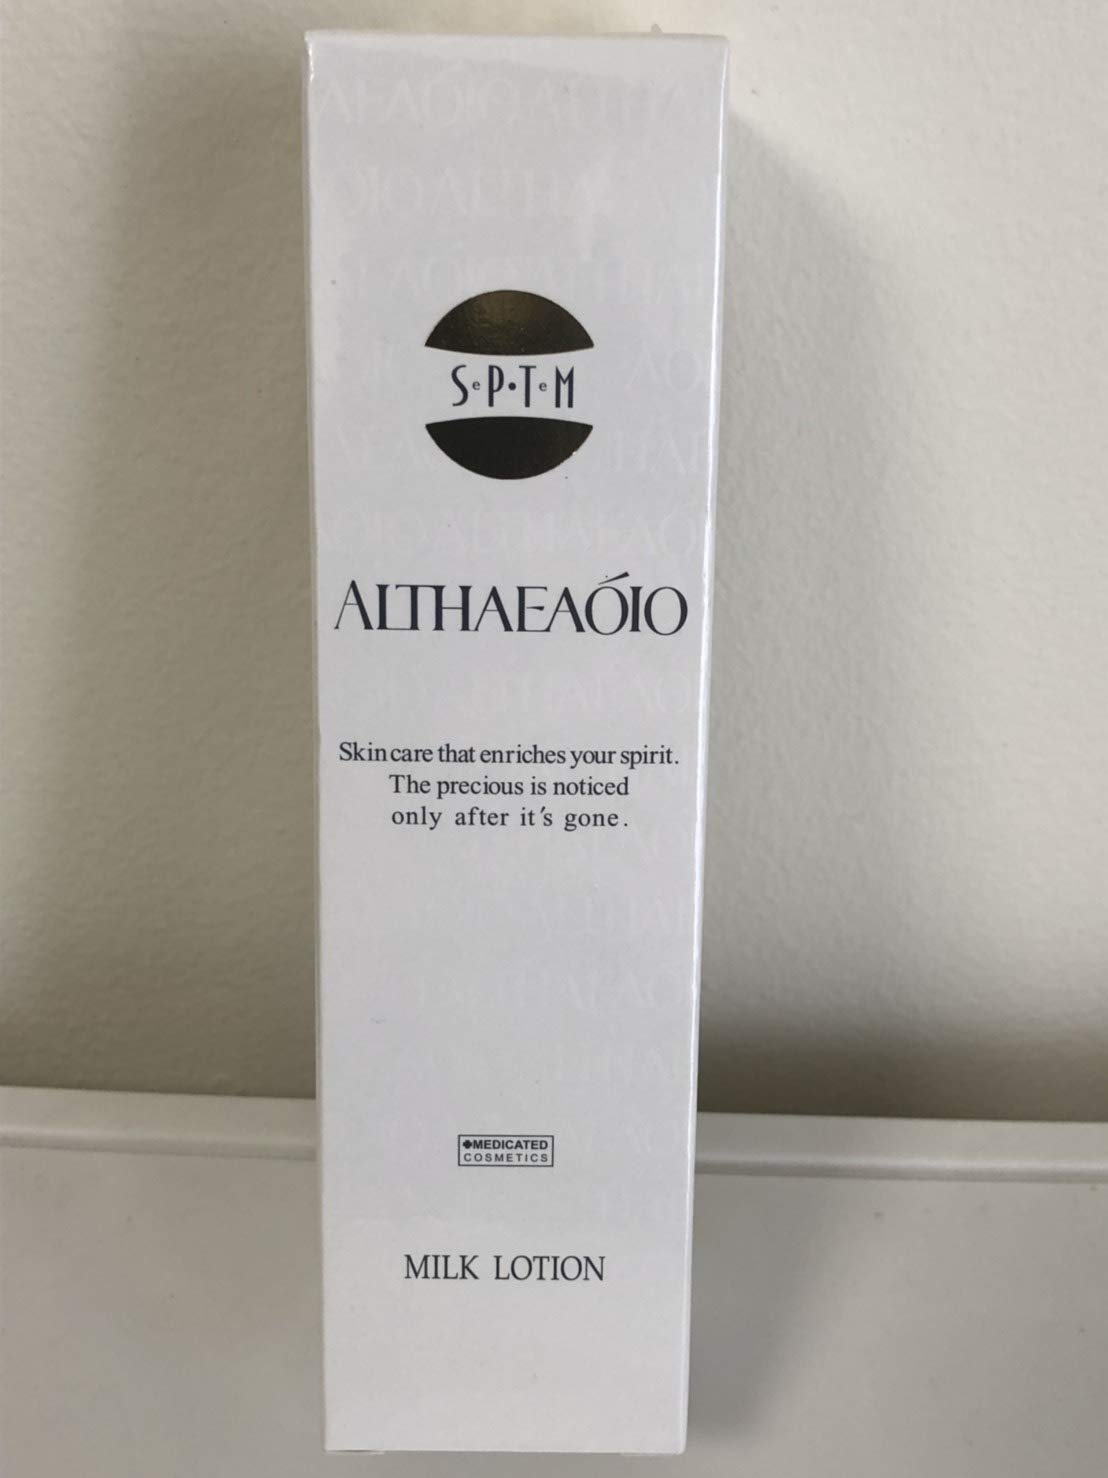 SePTeM
ALTHAEAÓIO
Skin care that enriches your spirit.
The precious is noticed
only after it's gone.
MEDICATED
COSMETICS
MILK LOTION